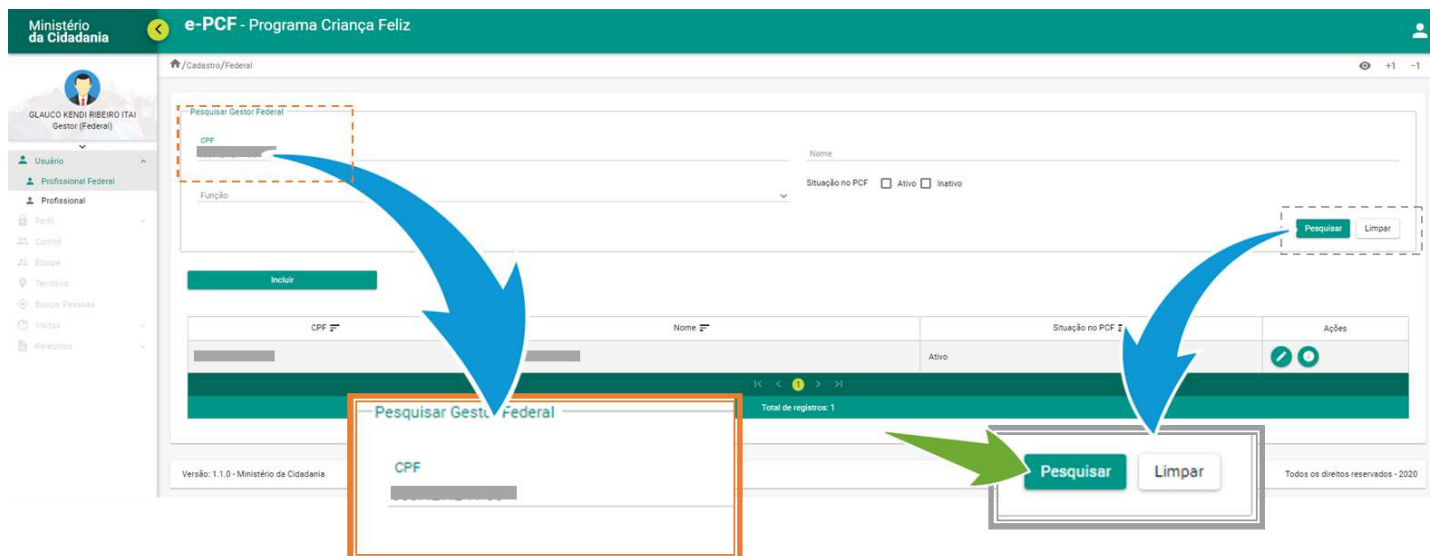 Ministério
da Cidadania
e-PCF - Programa Criança Feliz
/Cadastro/Federal
+1 -1
GLAUCO KENDI RIBEIRO ITAI
Gestor (Federal)
Usuário
Profissional Federal
Profissional
Perfil
Comitê
Equipe
Território
Buscar Pessoas
Visitas
Relatórios
Pesquisar Gestor Federal
CPF
Nome
Função
Situação no PCF Ativo Inativo
Pesquisar Limpar
Incluir
CPF Nome Situação no PCF Ações
Ativo
1
Total de registros: 1
Pesquisar Federal
CPF
Pesquisar Limpar
Versão: 1.1.0 - Ministério da Cidadania
Todos os direitos reservados - 2020